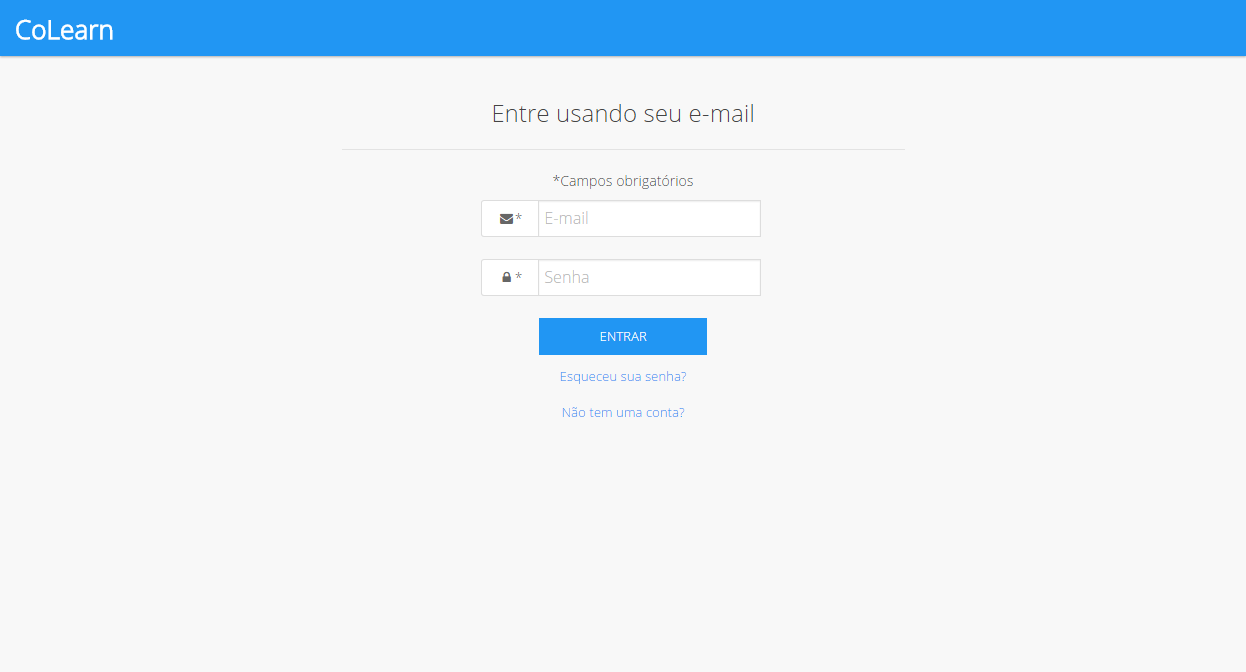 CoLearn
Entre usando seu e-mail
*Campos obrigatórios
* E-mail
* Senha
ENTRAR
Esqueceu sua senha?
Não tem uma conta?